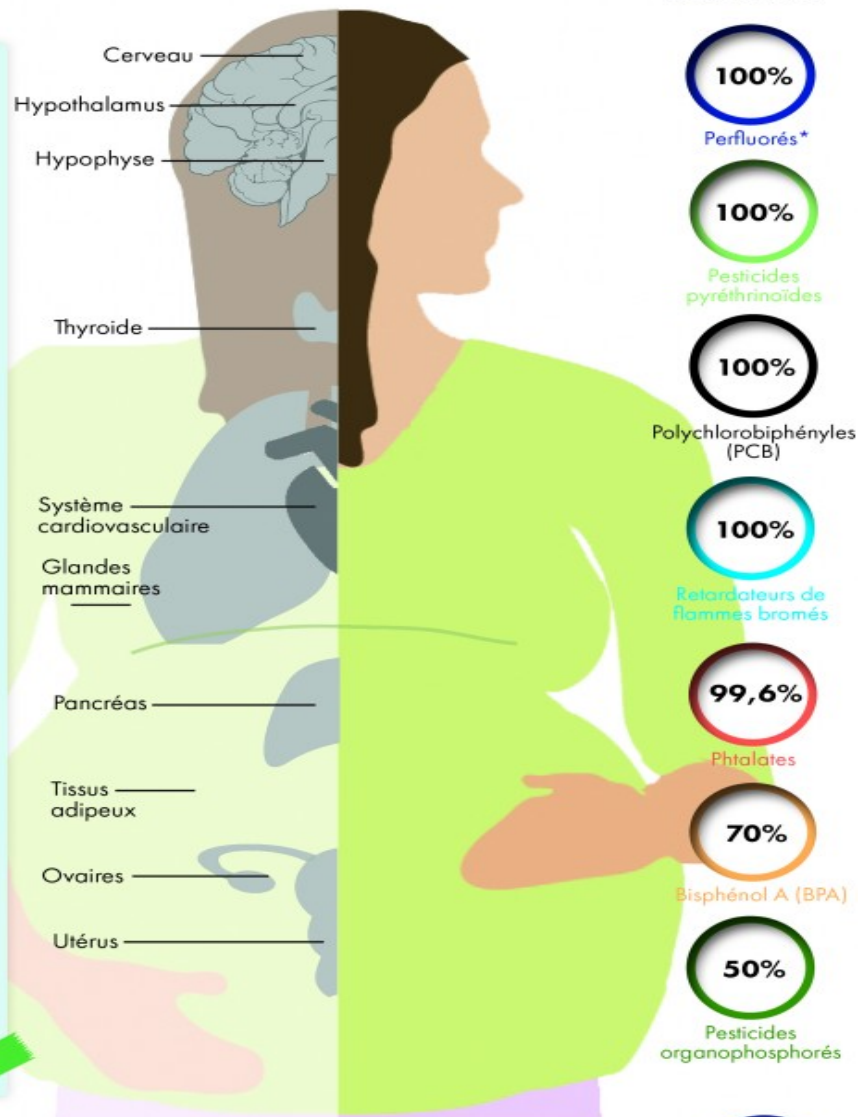 Cerveau
Hypothalamus
Hypophyse
Thyroide
Système
cardiovasculaire
Glandes
mammaires
Pancréas
Tissus
adipeux
Ovaires
Utérus
100%
Perfluorés*
100%
Pesticides
pyréthrinoïdes
100%
Polychlorobiphényles
(PCB)
100%
Retardateurs de
flammes bromés
99,6%
Phtalates
70%
Bisphénol A (BPA)
50%
Pesticides
organophosphorés